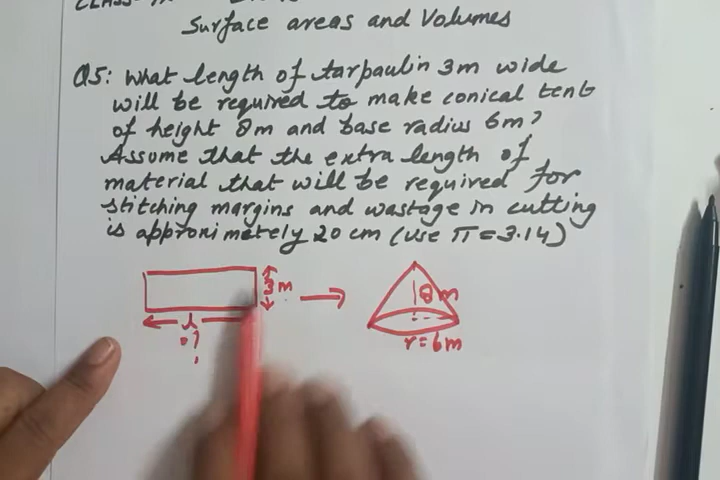 Surface areas and Volumes
Q5: What length of tarpaulin 3m wide
will be required to make conical tent
of height 8m and base radius 6m?
Assume that the extra length of
material that will be required for
stitching margins and wastage in cutting
is approximetely 20 cm (use π = 3.14)
3m
8m
l
?
r = 6m